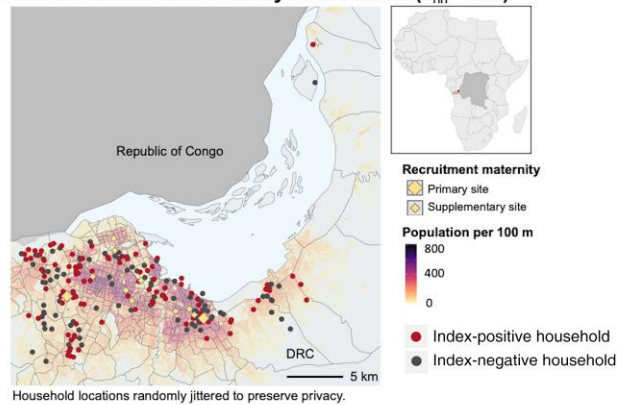 Republic of Congo
DRC
5 km
Recruitment maternity
Primary site
Supplementary site
Population per 100 m
800
400
0
Index-positive household
Index-negative household
Household locations randomly jittered to preserve privacy.